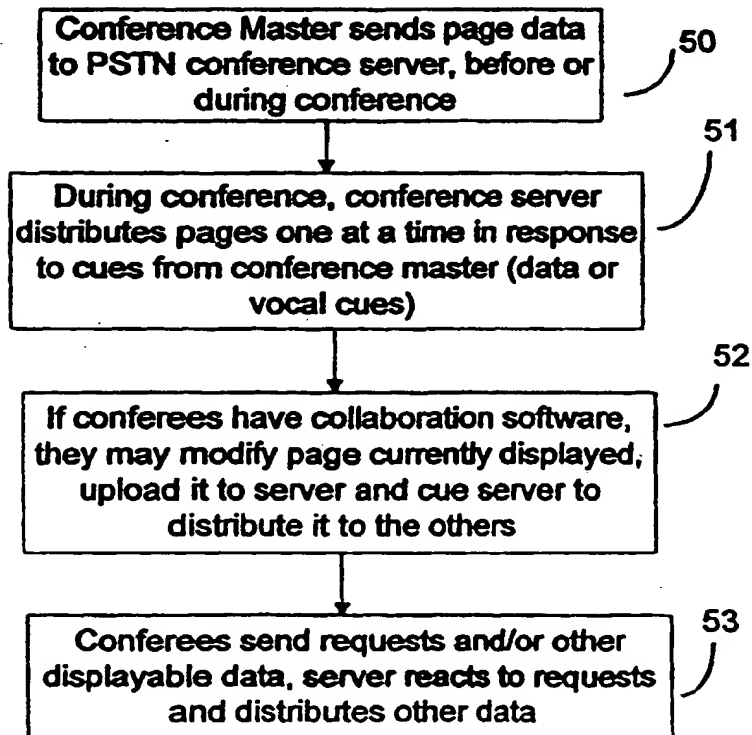 Conference Master sends page data
to PSTN conference server, before or
during conference
50
51
During conference, conference server
distributes pages one at a time in response
to cues from conference master (data or
vocal cues)
52
If conferees have collaboration software,
they may modify page currently displayed,
upload it to server and cue server to
distribute it to the others
53
Conferees send requests and/or other
displayable data, server reacts to requests
and distributes other data